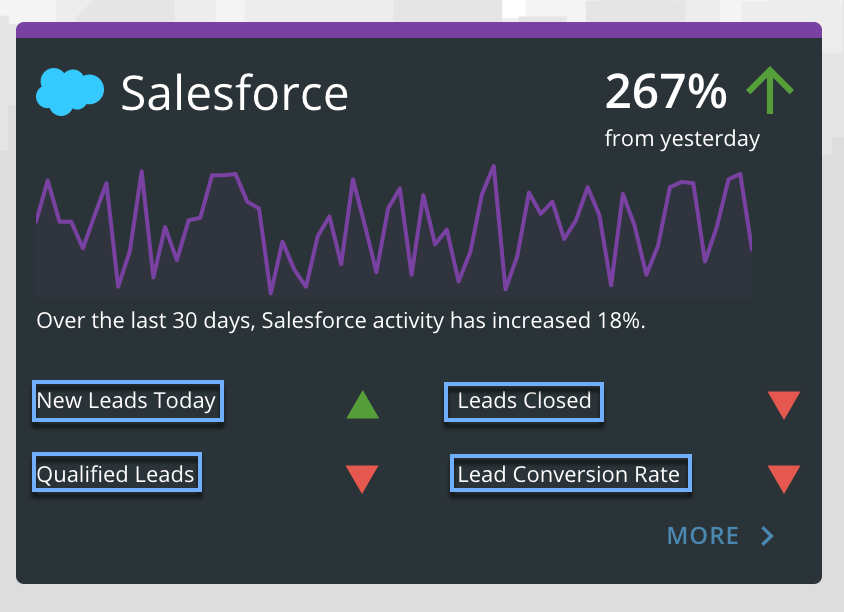 Salesforce
267%
from yesterday
Over the last 30 days, Salesforce activity has increased 18%.
New Leads Today
Leads Closed
Qualified Leads
Lead Conversion Rate
MORE